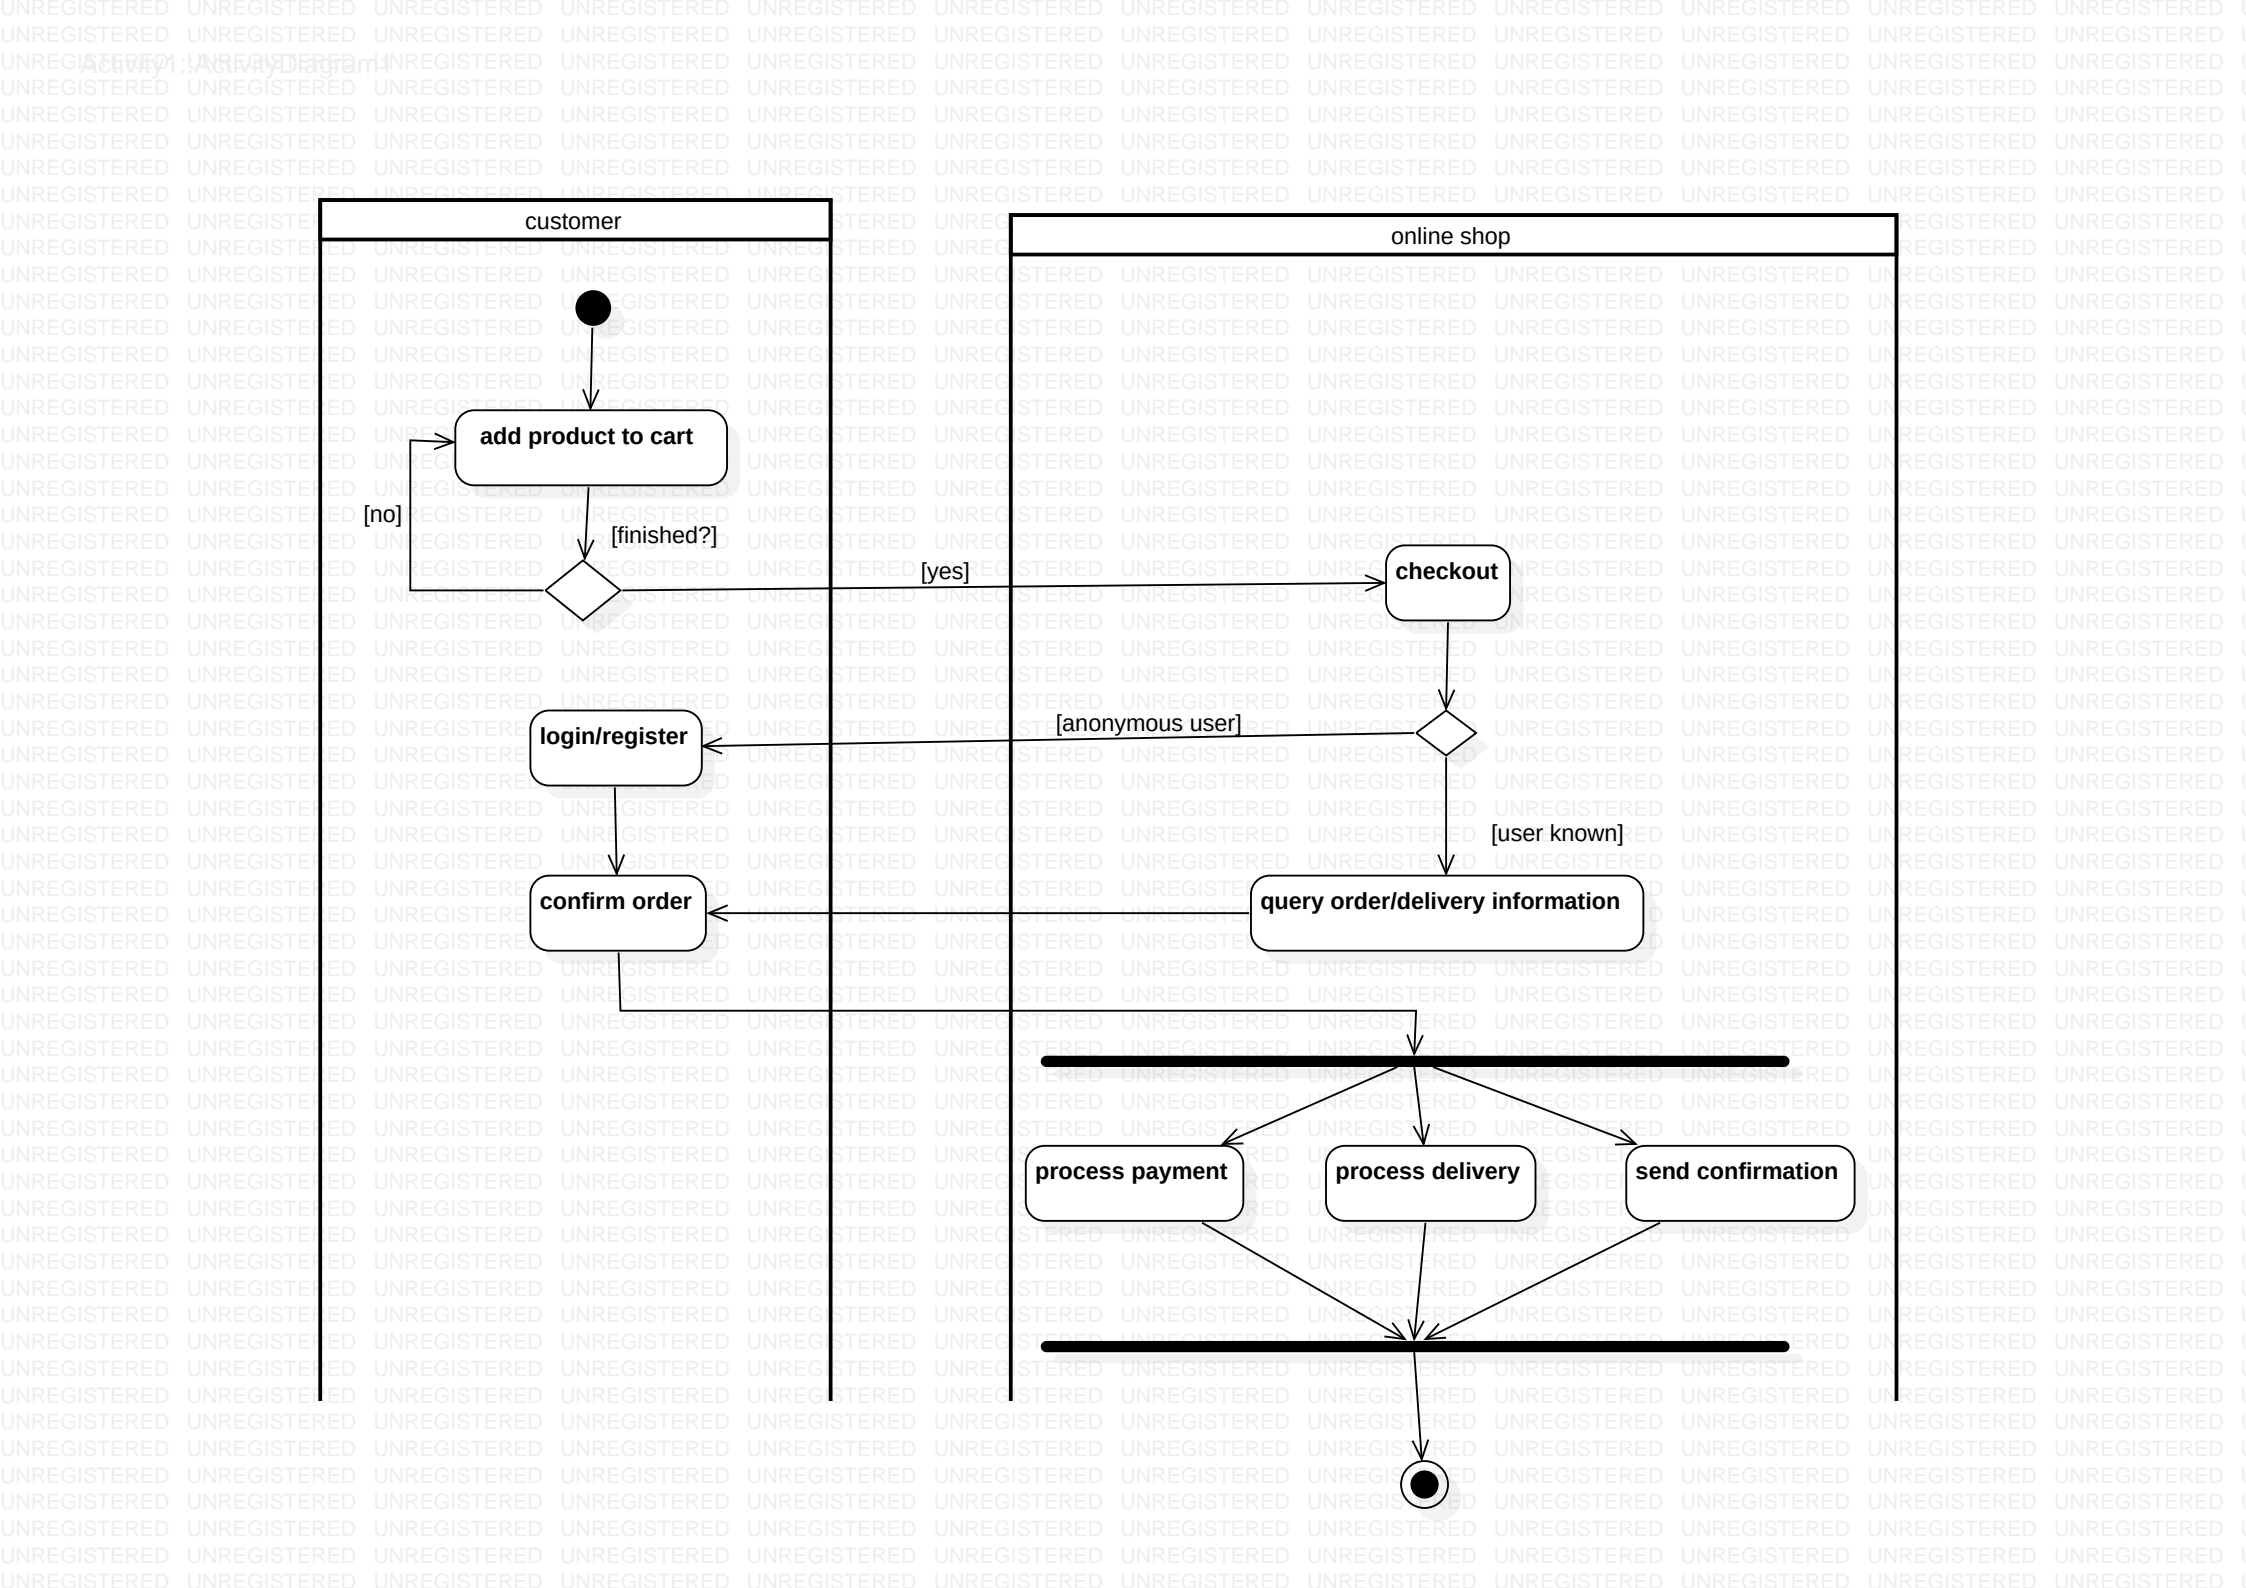 Activity1::ActivityDiagram1
customer
online shop
add product to cart
[no]
[finished?]
[yes]
checkout
login/register
[anonymous user]
[user known]
confirm order
query order/delivery information
process payment
process delivery
send confirmation
UNREGISTERED